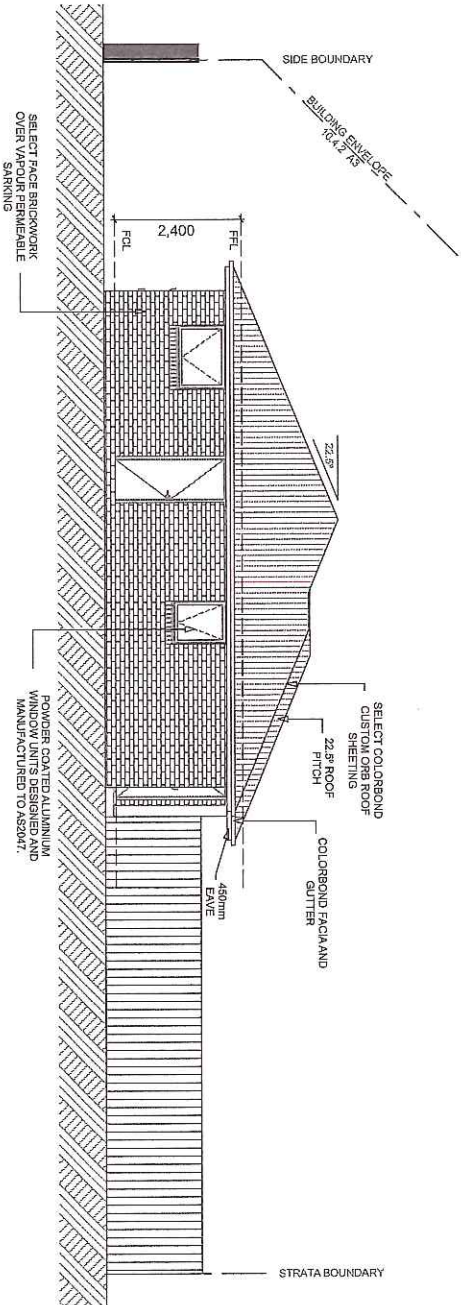 SIDE BOUNDARY
BUILDING ENVELOPE
10.4.2 A3
SELECT FACE BRICKWORK
OVER VAPOUR PERMEABLE
SARKING
2,400
FFL
FCL
22.5°
SELECT COLORBOND
CUSTOM ORB ROOF
SHEETING
22.5° ROOF
PITCH
COLORBOND FACIA AND
GUTTER
450mm
EAVE
POWDER COATED ALUMINIUM
WINDOW UNITS DESIGNED AND
MANUFACTURED TO AS2047.
STRATA BOUNDARY